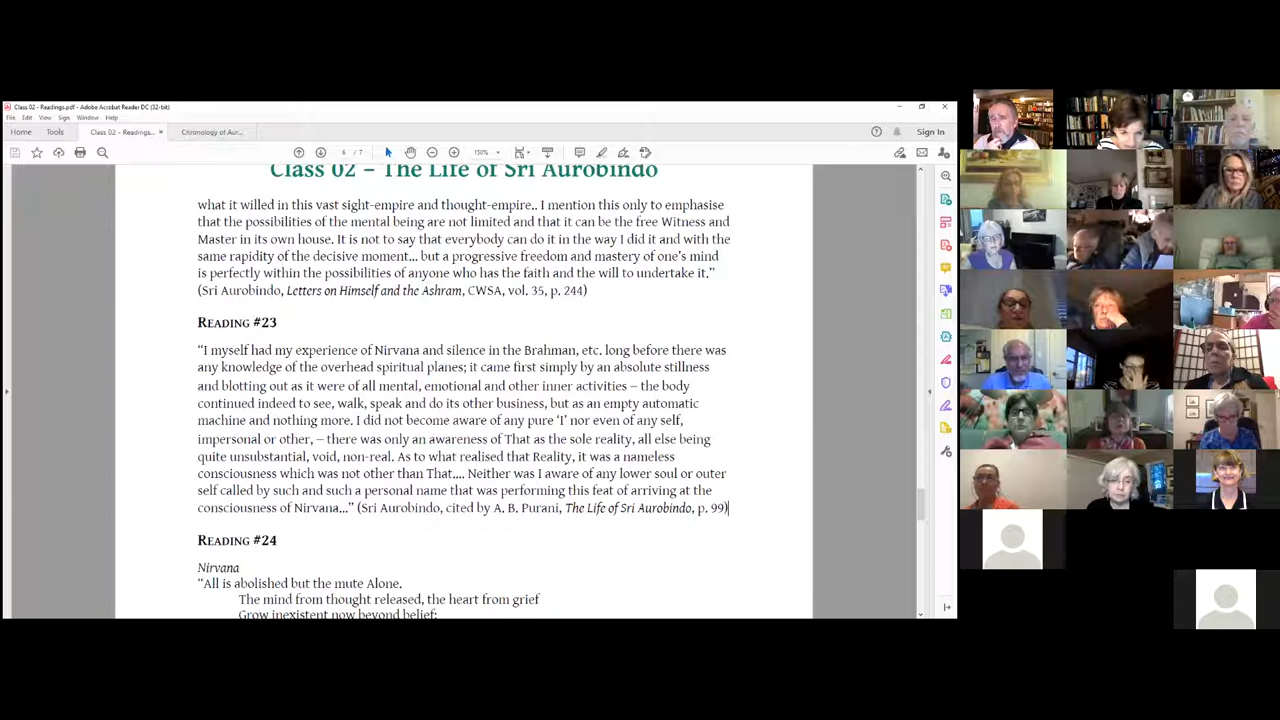 Class 02 - Readings.pdf - Adobe Acrobat Reader DC (32-bit)
File Edit View Sign Window Help
Home Tools Class 02 - Readings... × Chronology of Aur... Sign In
6 / 7 150%
Class 02 – The Life of Sri Aurobindo
what it willed in this vast sight-empire and thought-empire.. I mention this only to emphasise
that the possibilities of the mental being are not limited and that it can be the free Witness and
Master in its own house. It is not to say that everybody can do it in the way I did it and with the
same rapidity of the decisive moment... but a progressive freedom and mastery of one's mind
is perfectly within the possibilities of anyone who has the faith and the will to undertake it."
(Sri Aurobindo, Letters on Himself and the Ashram, CWSA, vol. 35, p. 244)
READING #23
“I myself had my experience of Nirvana and silence in the Brahman, etc. long before there was
any knowledge of the overhead spiritual planes; it came first simply by an absolute stillness
and blotting out as it were of all mental, emotional and other inner activities – the body
continued indeed to see, walk, speak and do its other business, but as an empty automatic
machine and nothing more. I did not become aware of any pure ‘I’ nor even of any self,
impersonal or other, – there was only an awareness of That as the sole reality, all else being
quite unsubstantial, void, non-real. As to what realised that Reality, it was a nameless
consciousness which was not other than That.... Neither was I aware of any lower soul or outer
self called by such and such a personal name that was performing this feat of arriving at the
consciousness of Nirvana...” (Sri Aurobindo, cited by A. B. Purani, The Life of Sri Aurobindo, p. 99)
READING #24
Nirvana
“All is abolished but the mute Alone.
The mind from thought released, the heart from grief
Grow inexistent now beyond belief;